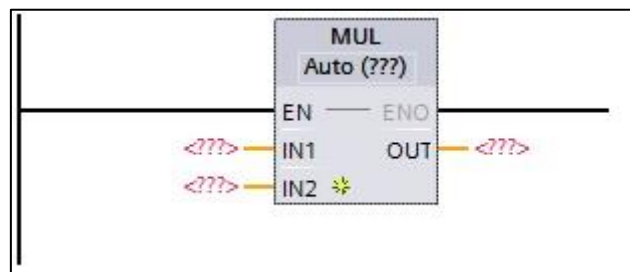 MUL
Auto (???)
EN ENO
<???> IN1 OUT <???>
<???> IN2